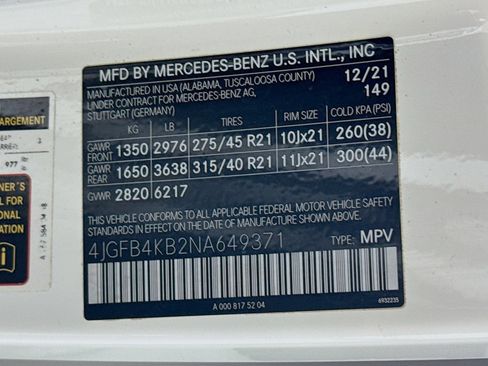 MFD BY MERCEDES-BENZ U.S. INTL., INC
MANUFACTURED IN USA (ALABAMA, TUSCALOOSA COUNTY) 12/21
UNDER CONTRACT FOR MERCEDES-BENZ AG, 149
STUTTGART (GERMANY)
KG LB TIRES RIM SIZE COLD KPA (PSI)
GAWR FRONT 1350 2976 275/45 R21 10Jx21 260(38)
GAWR REAR 1650 3638 315/40 R21 11Jx21 300(44)
GVWR 2820 6217
THIS VEHICLE CONFORMS TO ALL APPLICABLE FEDERAL MOTOR VEHICLE SAFETY
STANDARDS IN EFFECT ON THE DATE OF MANUFACTURE SHOWN ABOVE.
4JGFB4KB2NA649371 TYPE: MPV
A 000 817 52 04 6932235
977